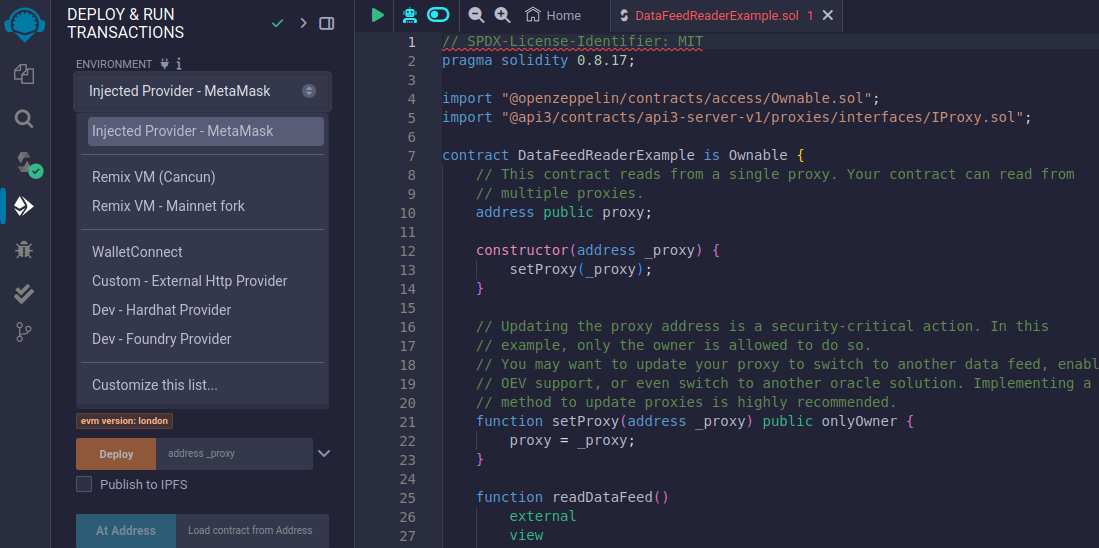 DEPLOY & RUN
TRANSACTIONS
ENVIRONMENT
Injected Provider - MetaMask
Injected Provider - MetaMask
Remix VM (Cancun)
Remix VM - Mainnet fork
WalletConnect
Custom - External Http Provider
Dev - Hardhat Provider
Dev - Foundry Provider
Customize this list...
evm version: london
Deploy address _proxy
Publish to IPFS
At Address Load contract from Address
Home DataFeedReaderExample.sol 1
1 // SPDX-License-Identifier: MIT
2 pragma solidity 0.8.17;
3
4 import "@openzeppelin/contracts/access/Ownable.sol";
5 import "@api3/contracts/api3-server-v1/proxies/interfaces/IProxy.sol";
6
7 contract DataFeedReaderExample is Ownable {
8 // This contract reads from a single proxy. Your contract can read from
9 // multiple proxies.
10 address public proxy;
11
12 constructor(address _proxy) {
13 setProxy(_proxy);
14 }
15
16 // Updating the proxy address is a security-critical action. In this
17 // example, only the owner is allowed to do so.
18 // You may want to update your proxy to switch to another data feed, enabl
19 // OEV support, or even switch to another oracle solution. Implementing a
20 // method to update proxies is highly recommended.
21 function setProxy(address _proxy) public onlyOwner {
22 proxy = _proxy;
23 }
24
25 function readDataFeed()
26 external
27 view